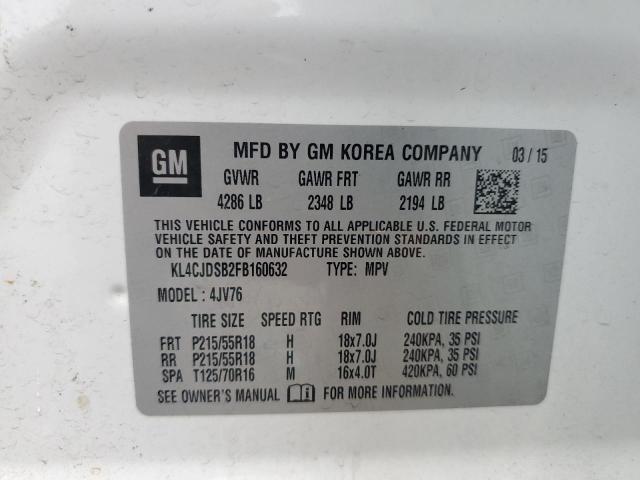 GM MFD BY GM KOREA COMPANY 03 / 15
GVWR GAWR FRT GAWR RR
4286 LB 2348 LB 2194 LB
THIS VEHICLE CONFORMS TO ALL APPLICABLE U.S. FEDERAL MOTOR
VEHICLE SAFETY AND THEFT PREVENTION STANDARDS IN EFFECT ON
THE DATE OF MANUFACTURE SHOWN ABOVE.
KL4CJDSB2FB160632 TYPE: MPV
MODEL : 4JV76
TIRE SIZE SPEED RTG RIM COLD TIRE PRESSURE
FRT P215/55R18 H 18x7.0J 240KPA, 35 PSI
RR P215/55R18 H 18x7.0J 240KPA, 35 PSI
SPA T125/70R16 M 16x4.0T 420KPA, 60 PSI
SEE OWNER'S MANUAL FOR MORE INFORMATION